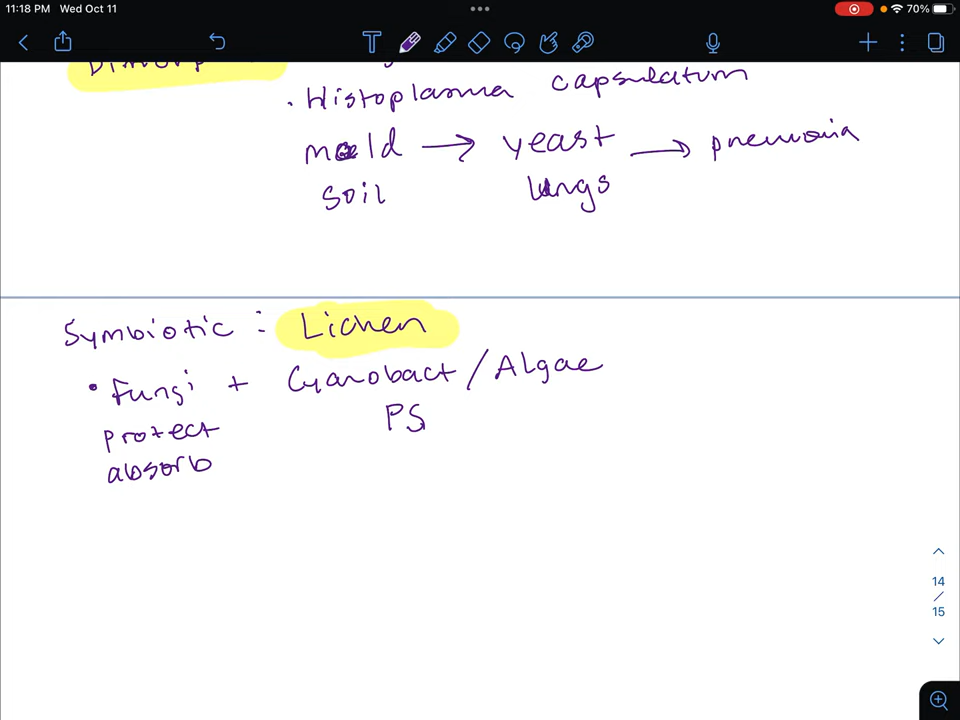 11:18 PM Wed Oct 11
70%
T
• Histoplasma capsulatum
mold → yeast → pneumonia
soil lungs
Symbiotic : Lichen
• Fungi + Cyanobact / Algae
protect PS
absorb
14
/
15